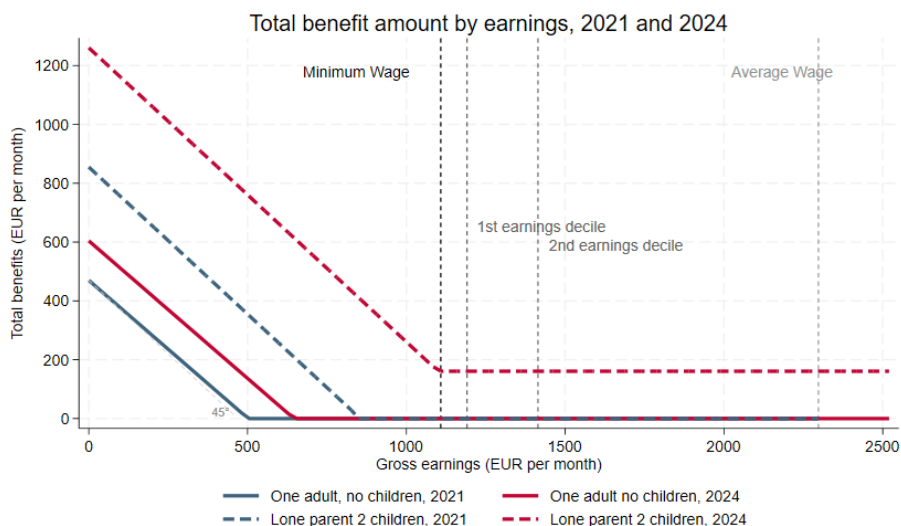 Total benefit amount by earnings, 2021 and 2024
Total benefits (EUR per month)
1200
1000
800
600
400
200
0
Minimum Wage
Average Wage
1st earnings decile
2nd earnings decile
45°
0
500
1000
1500
2000
2500
Gross earnings (EUR per month)
One adult, no children, 2021
One adult no children, 2024
Lone parent 2 children, 2021
Lone parent 2 children, 2024